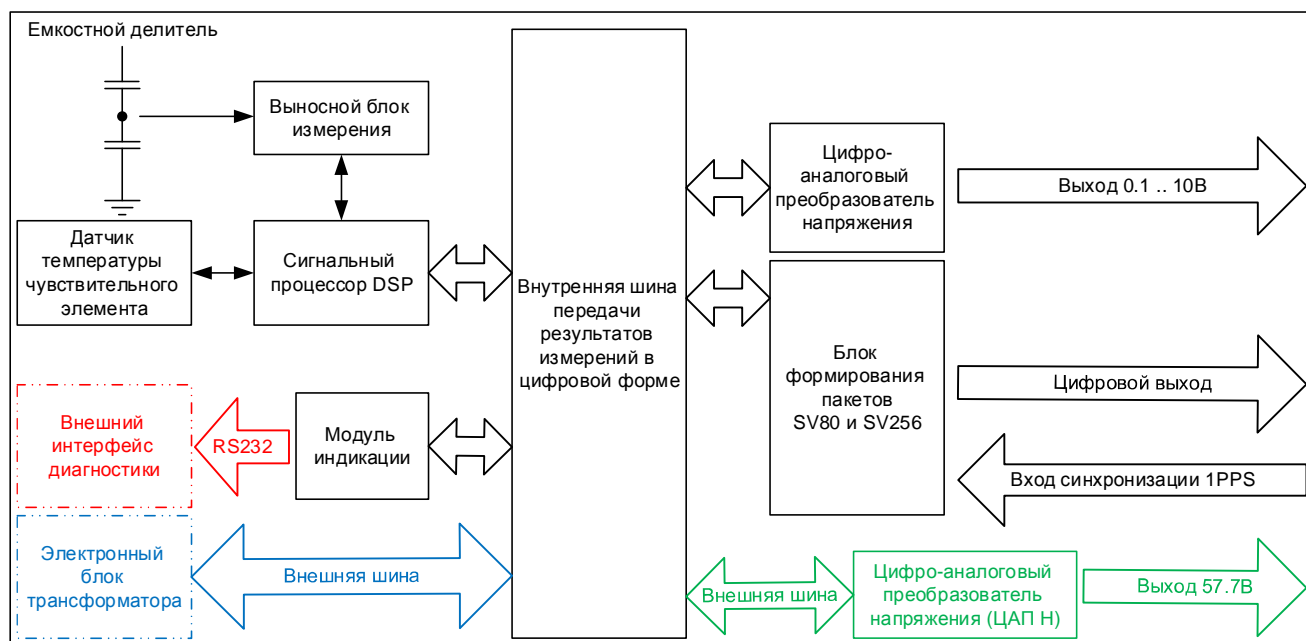 Емкостной делитель
Выносной блок
измерения
Датчик
температуры
чувствительного
элемента
Сигнальный
процессор DSP
Внешний
интерфейс
диагностики
RS232
Модуль
индикации
Электронный
блок
трансформатора
Внешняя шина
Внутренняя шина
передачи
результатов
измерений в
цифровой форме
Цифро-
аналоговый
преобразователь
напряжения
Выход 0.1 .. 10В
Блок
формирования
пакетов
SV80 и SV256
Цифровой выход
Вход синхронизации 1PPS
Внешняя шина
Цифро-аналоговый
преобразователь
напряжения (ЦАП Н)
Выход 57.7В